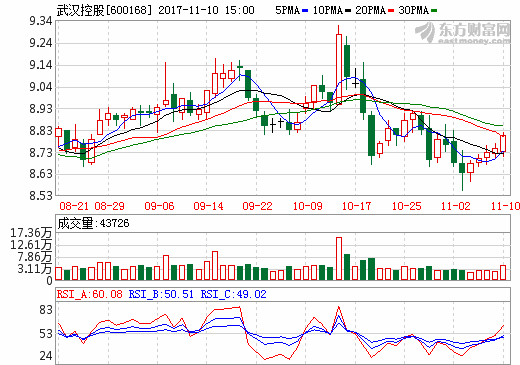 武汉控股[600168] 2017-11-10 15:00 5PMA 10PMA 20PMA 30PMA
东方财富网
eastmoney.com
9.34
9.24
9.14
9.04
8.93
8.83
8.73
8.63
8.53
08-21 08-29 09-06 09-14 09-22 10-09 10-17 10-25 11-02 11-10
成交量:43726
17.36万
12.61万
7.86万
3.11万
0
RSI_A:60.08 RSI_B:50.51 RSI_C:49.02
83
53
24